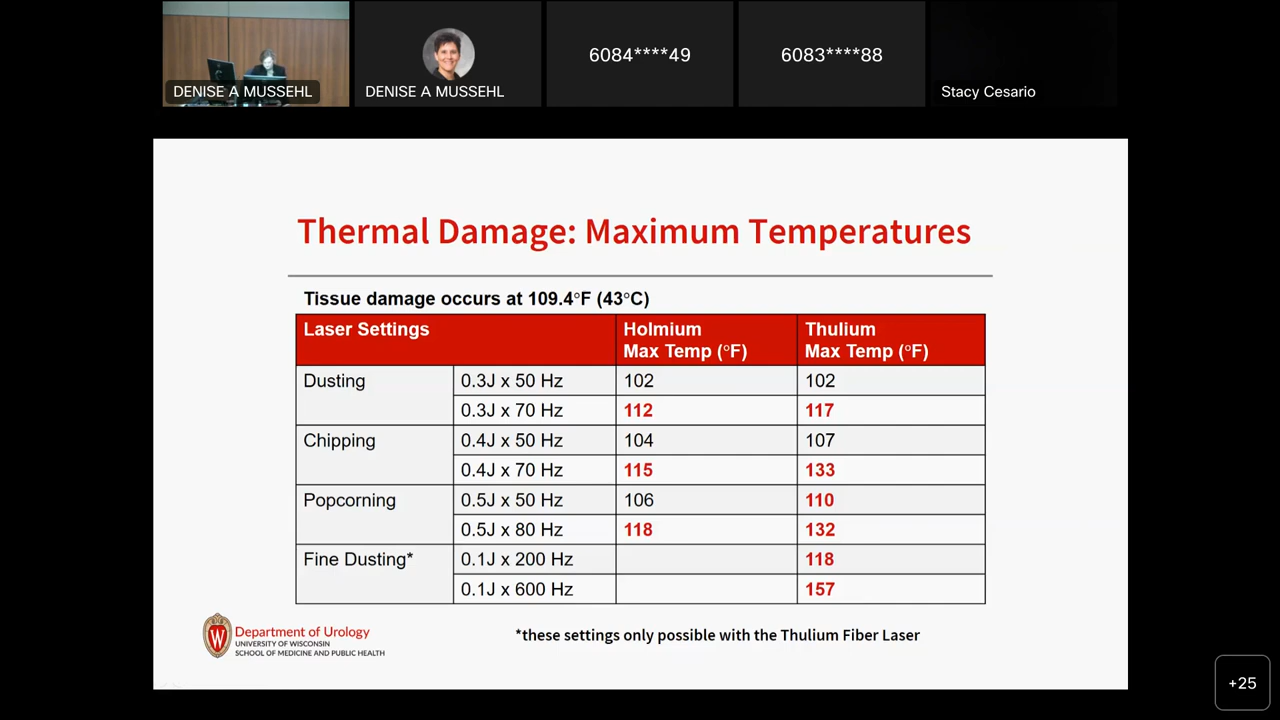 DENISE A MUSSEHL
DENISE A MUSSEHL
6084****49
6083****88
Stacy Cesario
Thermal Damage: Maximum Temperatures
Tissue damage occurs at 109.4°F (43°C)
Laser Settings
Holmium
Max Temp (°F)
Thulium
Max Temp (°F)
Dusting 0.3J x 50 Hz 102 102
0.3J x 70 Hz 112 117
Chipping 0.4J x 50 Hz 104 107
0.4J x 70 Hz 115 133
Popcorning 0.5J x 50 Hz 106 110
0.5J x 80 Hz 118 132
Fine Dusting* 0.1J x 200 Hz 118
0.1J x 600 Hz 157
W
Department of Urology
UNIVERSITY OF WISCONSIN
SCHOOL OF MEDICINE AND PUBLIC HEALTH
*these settings only possible with the Thulium Fiber Laser
+25